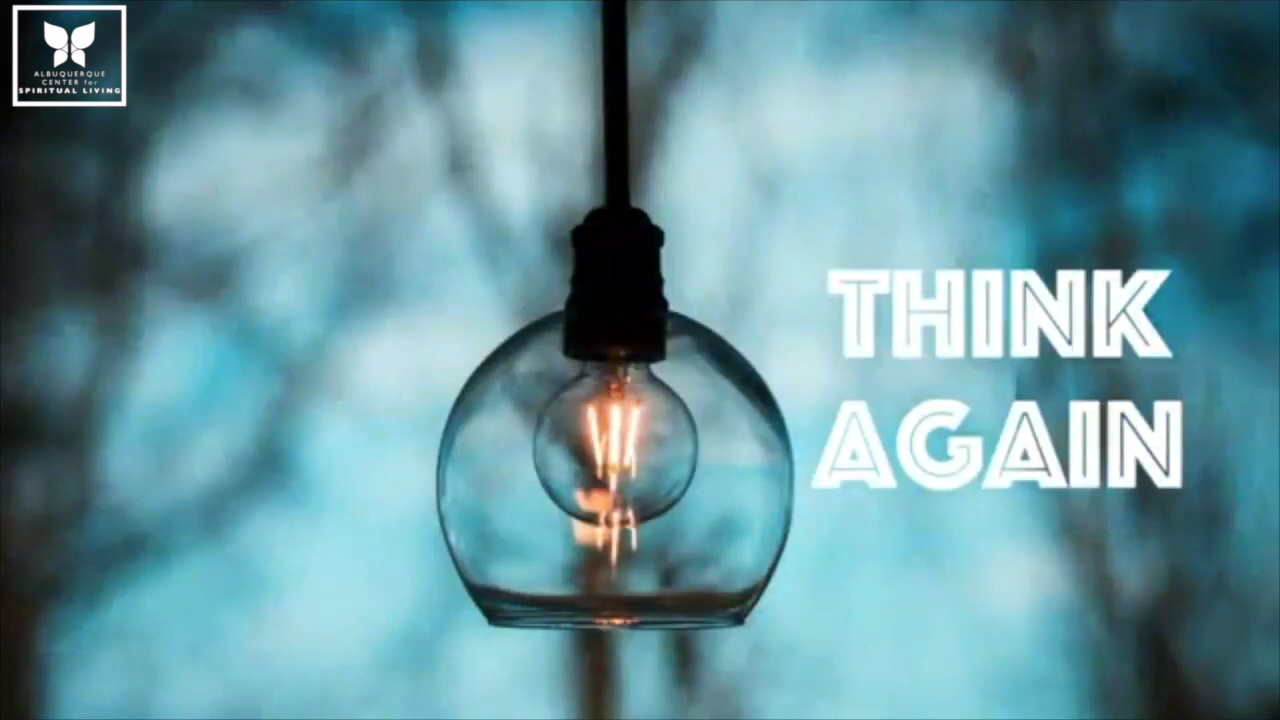 ALBUQUERQUE
CENTER for
SPIRITUAL LIVING
THINK
AGAIN